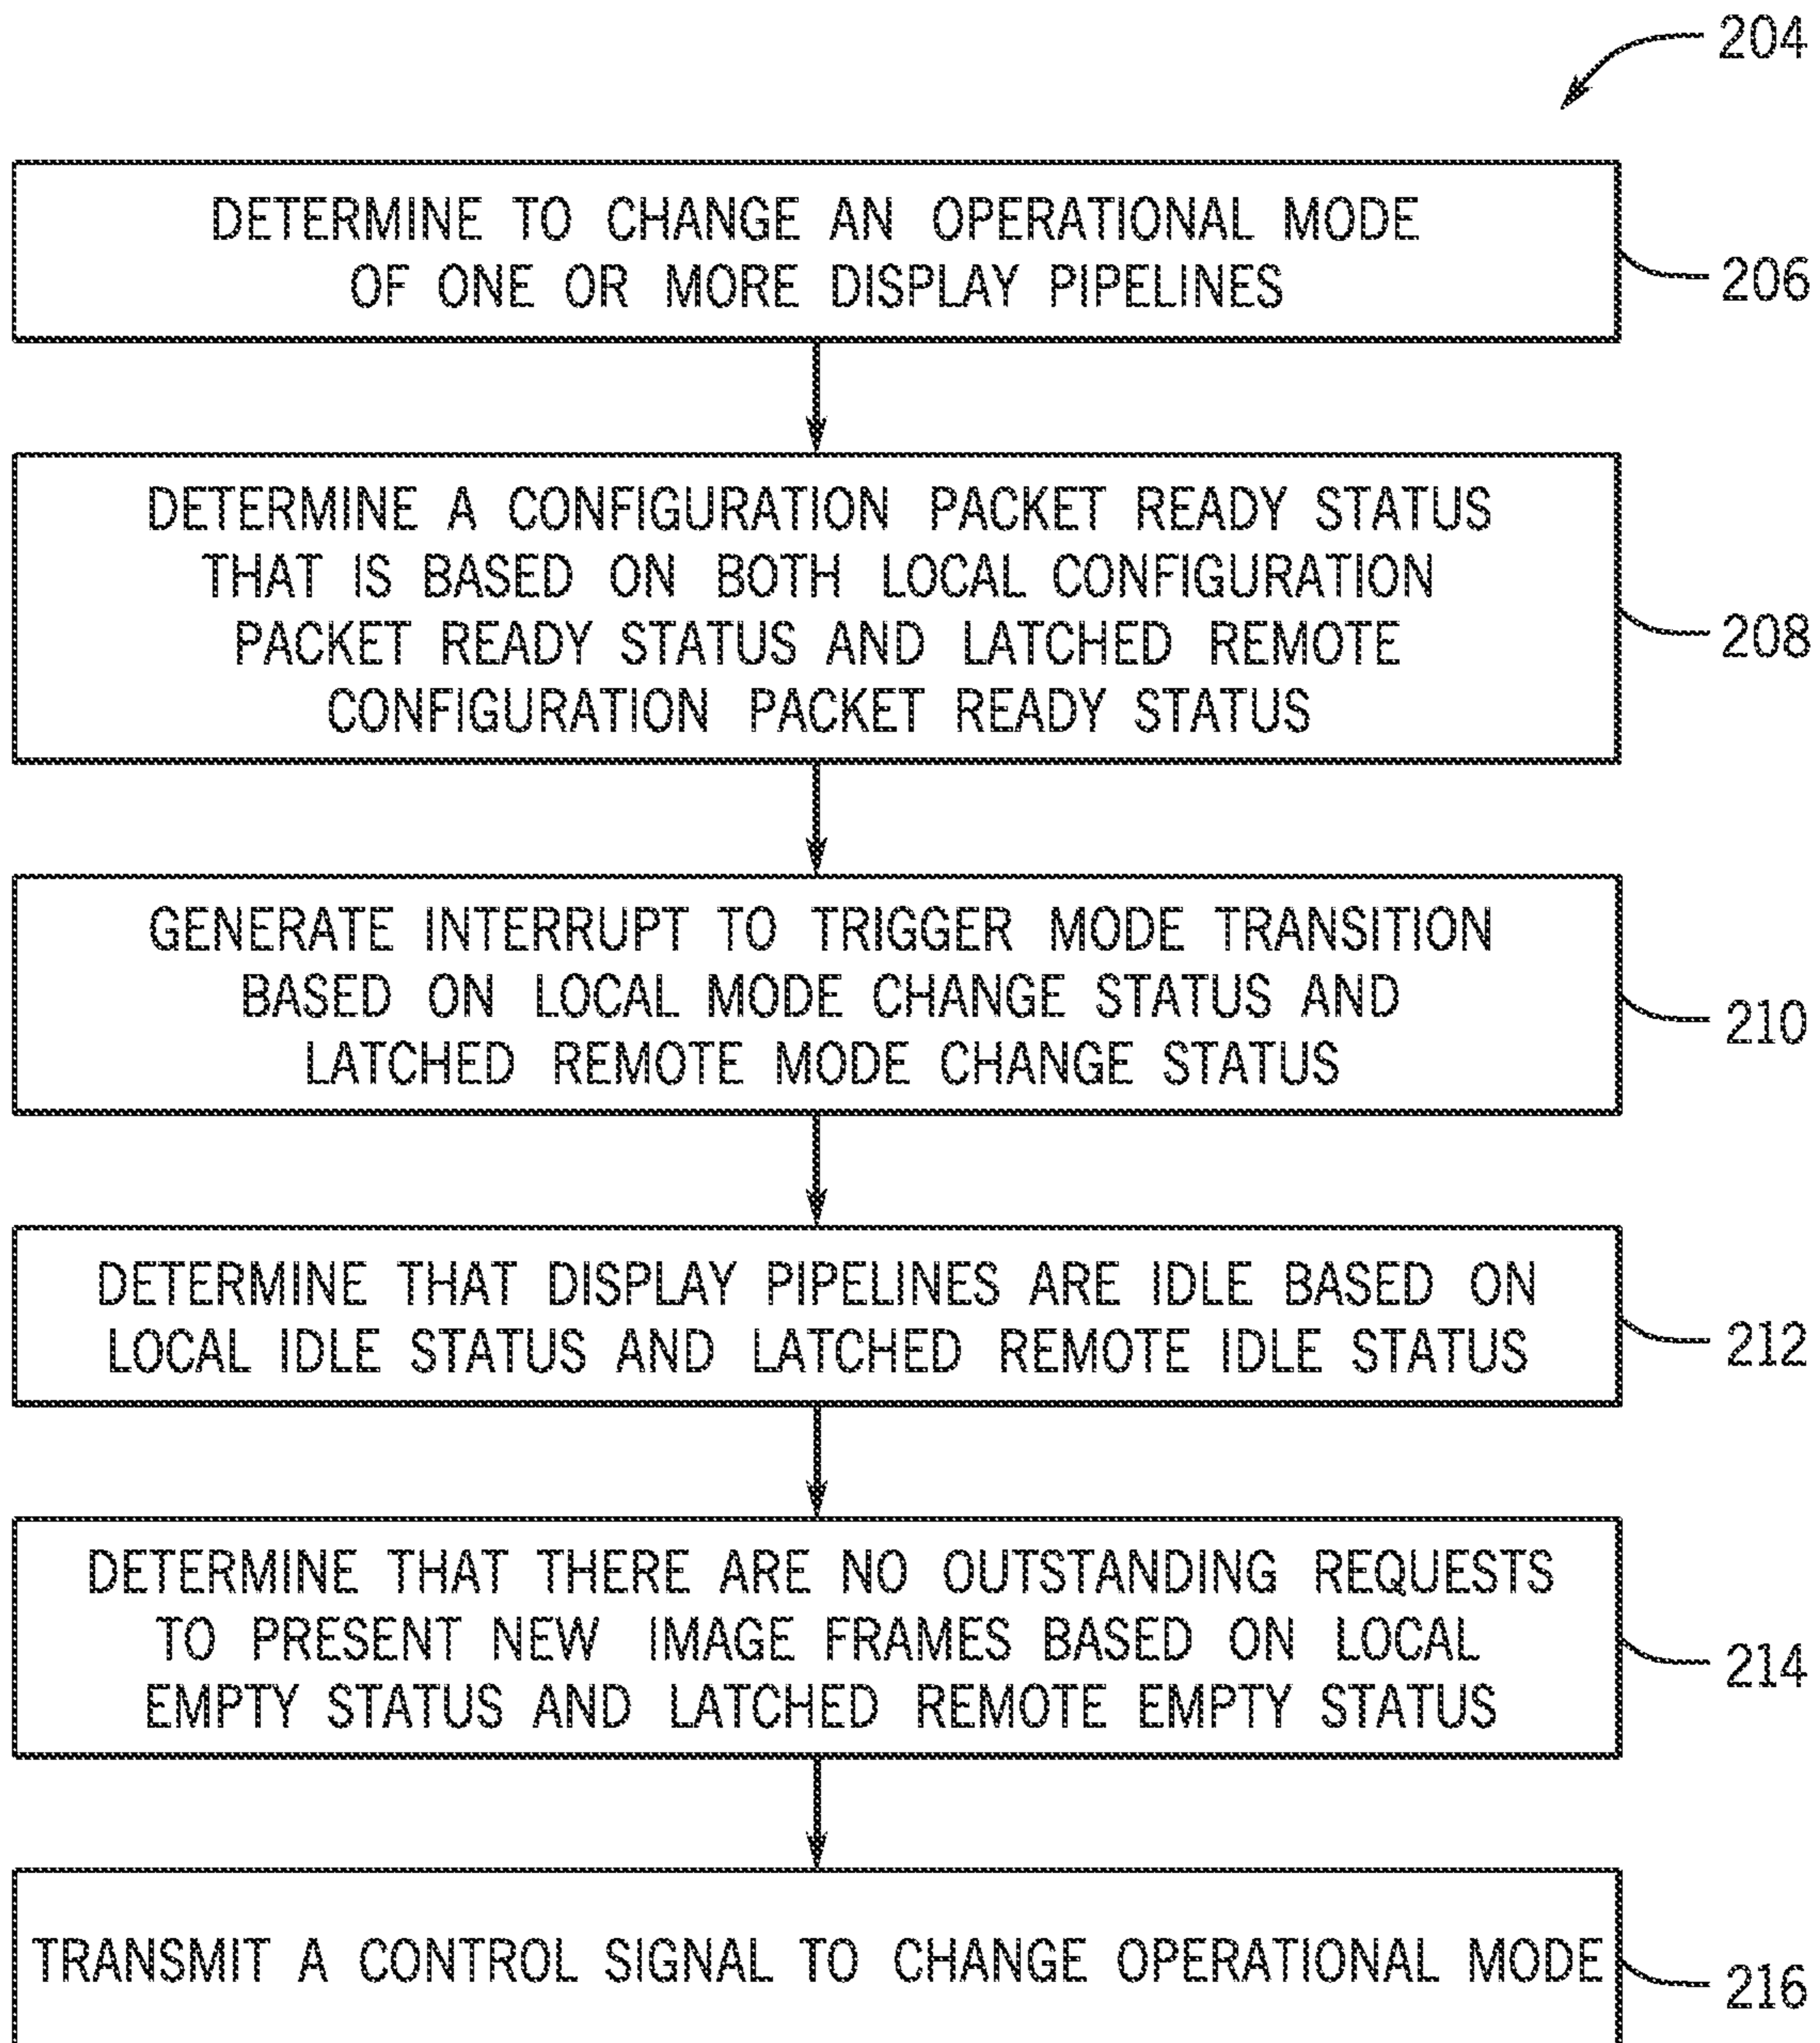 204
DETERMINE TO CHANGE AN OPERATIONAL MODE
OF ONE OR MORE DISPLAY PIPELINES
206
DETERMINE A CONFIGURATION PACKET READY STATUS
THAT IS BASED ON BOTH LOCAL CONFIGURATION
PACKET READY STATUS AND LATCHED REMOTE
CONFIGURATION PACKET READY STATUS
208
GENERATE INTERRUPT TO TRIGGER MODE TRANSITION
BASED ON LOCAL MODE CHANGE STATUS AND
LATCHED REMOTE MODE CHANGE STATUS
210
DETERMINE THAT DISPLAY PIPELINES ARE IDLE BASED ON
LOCAL IDLE STATUS AND LATCHED REMOTE IDLE STATUS
212
DETERMINE THAT THERE ARE NO OUTSTANDING REQUESTS
TO PRESENT NEW IMAGE FRAMES BASED ON LOCAL
EMPTY STATUS AND LATCHED REMOTE EMPTY STATUS
214
TRANSMIT A CONTROL SIGNAL TO CHANGE OPERATIONAL MODE
216